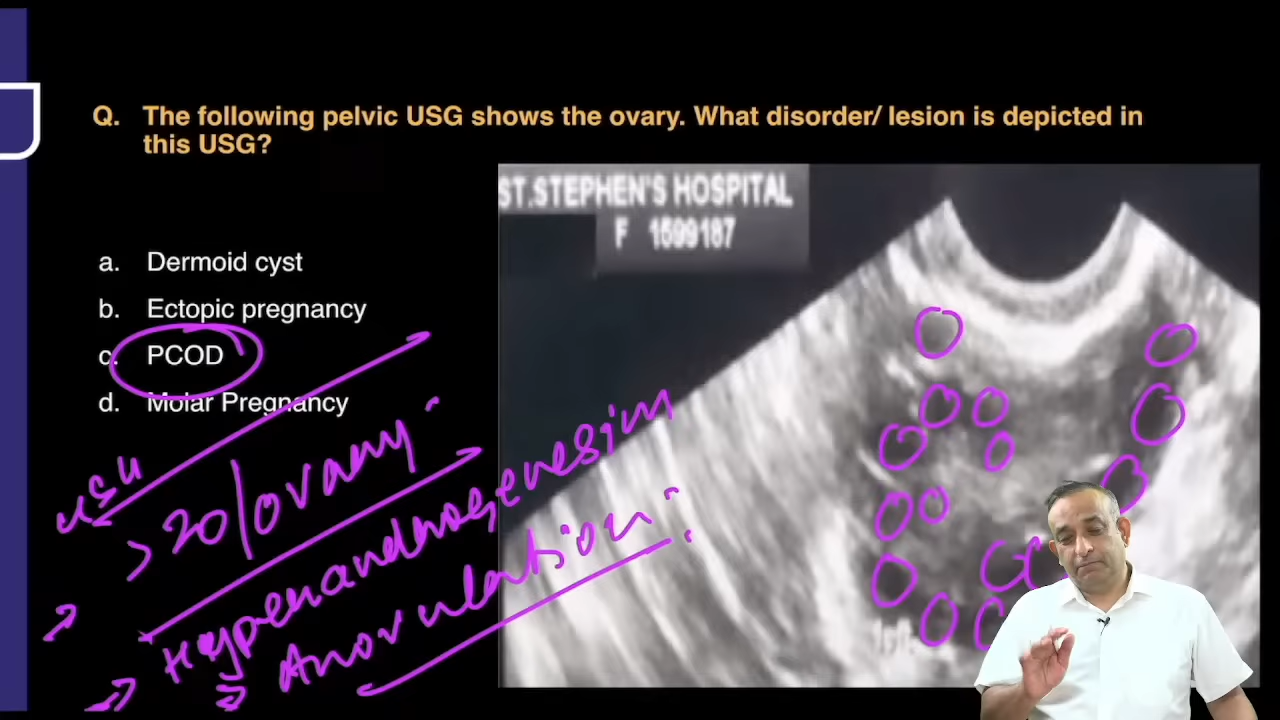 Q. The following pelvic USG shows the ovary. What disorder/ lesion is depicted in
this USG?
ST.STEPHEN'S HOSPITAL
F 1599187
a. Dermoid cyst
b. Ectopic pregnancy
c. PCOD
d. Molar Pregnancy
USG
> 20/ovary
→ Hyperandrogenesim
→ Anovulation